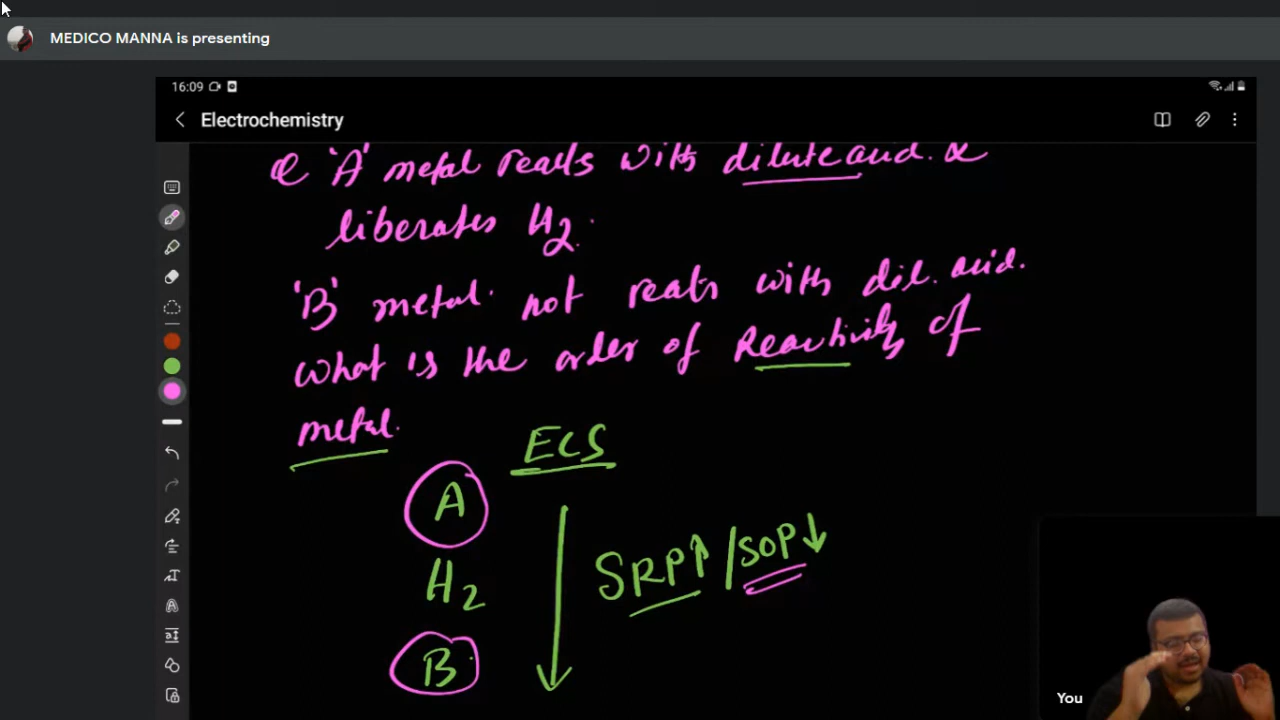 MEDICO MANNA is presenting
16:09
Electrochemistry
Q 'A' metal reacts with dilute acid. &
liberates H2.
'B' metal not reacts with dil. acid.
what is the order of Reactivity of
metal.
ECS
A
H2
B
SRP↑ / SOP↓
You